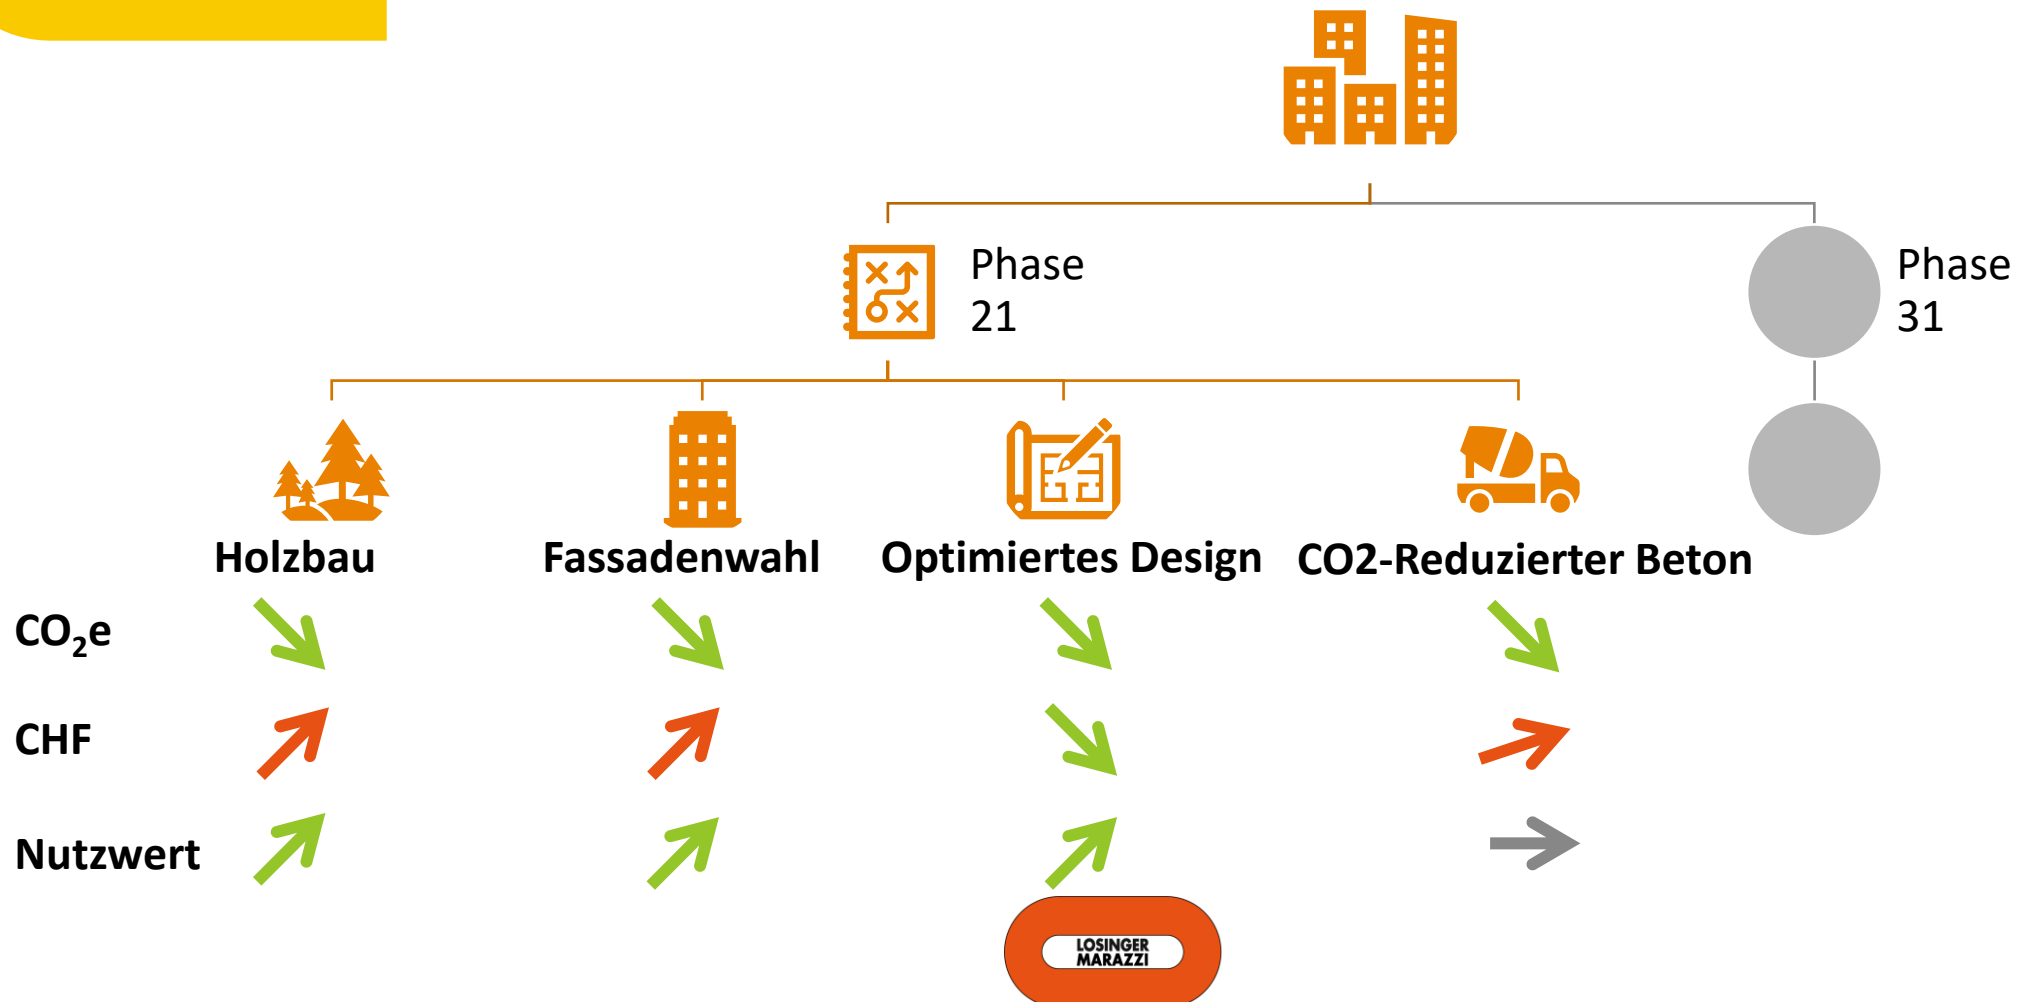 Phase
21
Phase
31
Holzbau
Fassadenwahl
Optimiertes Design
CO2-Reduzierter Beton
CO₂e
CHF
Nutzwert
LOSINGER
MARAZZI